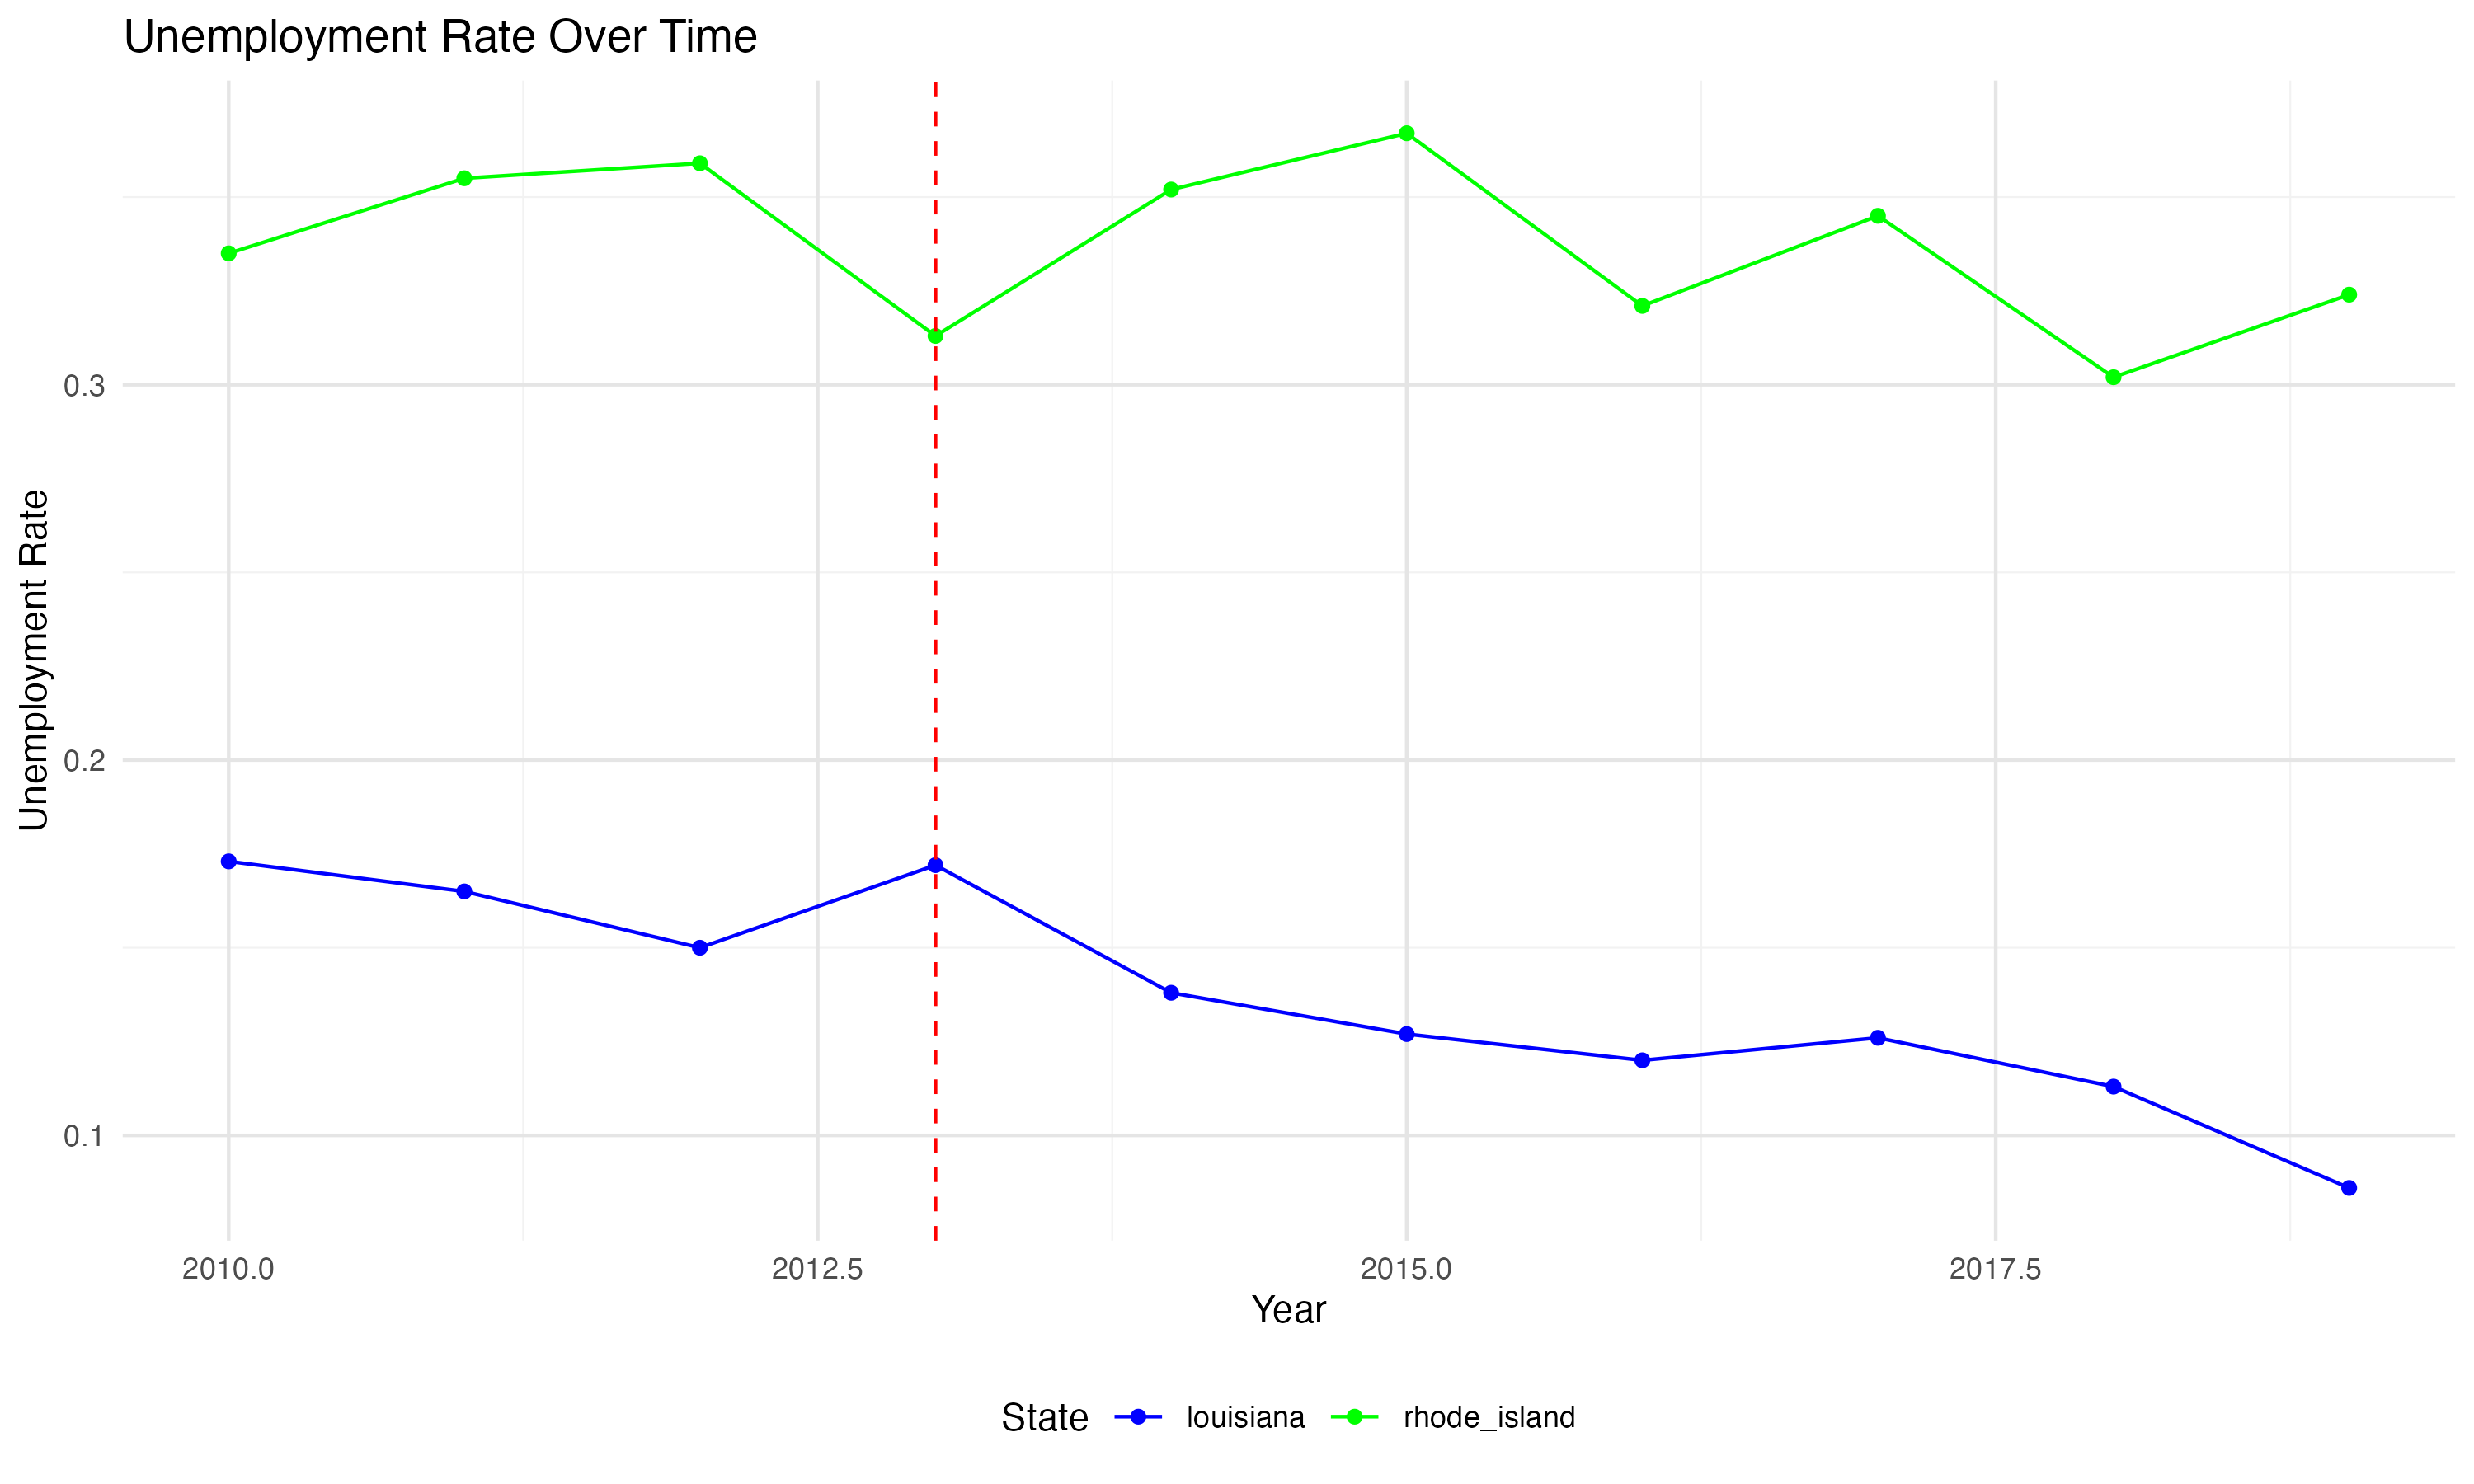 Unemployment Rate Over Time
Unemployment Rate
0.3
0.2
0.1
2010.0 2012.5 2015.0 2017.5
Year
State louisiana rhode_island